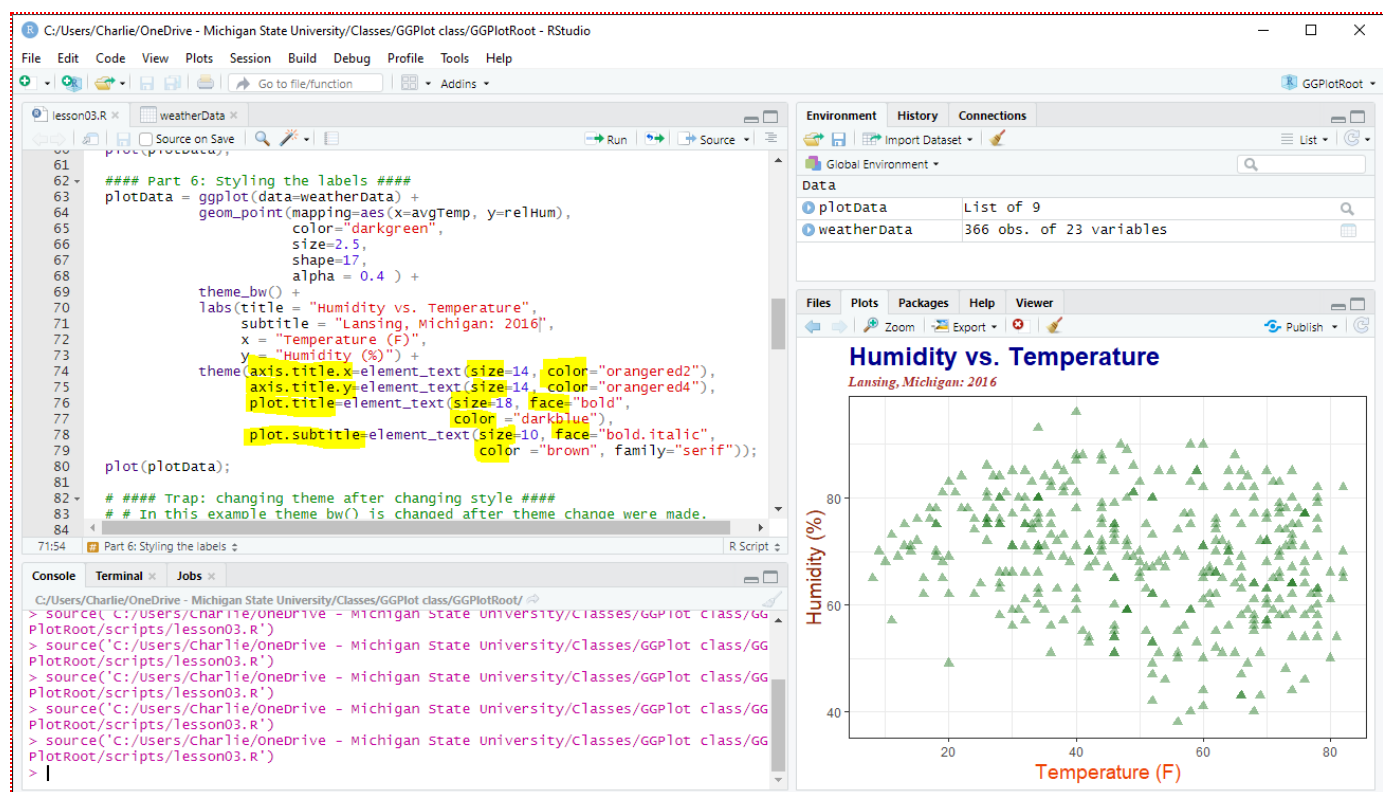 C:/Users/Charlie/OneDrive - Michigan State University/Classes/GGPlot class/GGPlotRoot - RStudio
File Edit Code View Plots Session Build Debug Profile Tools Help
Go to file/function Addins GGPlotRoot
lesson03.R weatherData
Source on Save Run Source
60 plot(plotData);
61
62 #### Part 6: Styling the labels ####
63 plotData = ggplot(data=weatherData) +
64 geom_point(mapping=aes(x=avgTemp, y=relHum),
65 color="darkgreen",
66 size=2.5,
67 shape=17,
68 alpha = 0.4 ) +
69 theme_bw() +
70 labs(title = "Humidity vs. Temperature",
71 subtitle = "Lansing, Michigan: 2016",
72 x = "Temperature (F)",
73 y = "Humidity (%)") +
74 theme(axis.title.x=element_text(size=14, color="orangered2"),
75 axis.title.y=element_text(size=14, color="orangered4"),
76 plot.title=element_text(size=18, face="bold",
77 color ="darkblue"),
78 plot.subtitle=element_text(size=10, face="bold.italic",
79 color ="brown", family="serif"));
80 plot(plotData);
81
82 # #### Trap: changing theme after changing style ####
83 # # In this example theme_bw() is changed after theme change were made.
84
71:54 Part 6: Styling the labels R Script
Console Terminal Jobs
C:/Users/Charlie/OneDrive - Michigan State University/Classes/GGPlot class/GGPlotRoot/
> source('C:/Users/Charlie/OneDrive - Michigan State University/Classes/GGPlot class/GG
PlotRoot/scripts/lesson03.R')
> source('C:/Users/Charlie/OneDrive - Michigan State University/Classes/GGPlot class/GG
PlotRoot/scripts/lesson03.R')
> source('C:/Users/Charlie/OneDrive - Michigan State University/Classes/GGPlot class/GG
PlotRoot/scripts/lesson03.R')
> source('C:/Users/Charlie/OneDrive - Michigan State University/Classes/GGPlot class/GG
PlotRoot/scripts/lesson03.R')
> source('C:/Users/Charlie/OneDrive - Michigan State University/Classes/GGPlot class/GG
PlotRoot/scripts/lesson03.R')
>
Environment History Connections
Import Dataset List
Global Environment
Data
plotData List of 9
weatherData 366 obs. of 23 variables
Files Plots Packages Help Viewer
Zoom Export Publish
Humidity vs. Temperature
Lansing, Michigan: 2016
Humidity (%)
80
60
40
20 40 60 80
Temperature (F)